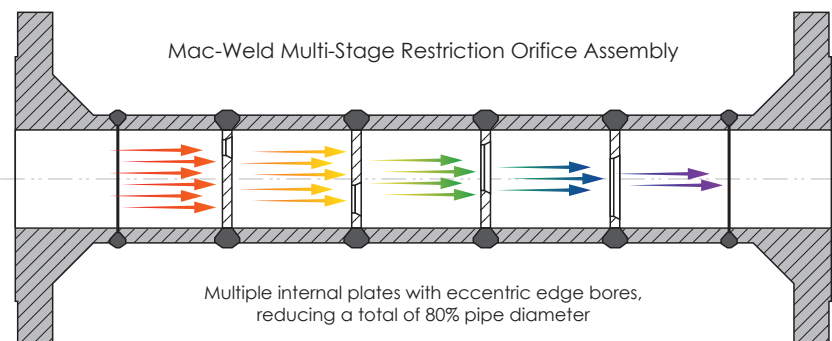 Mac-Weld Multi-Stage Restriction Orifice Assembly
Multiple internal plates with eccentric edge bores,
reducing a total of 80% pipe diameter